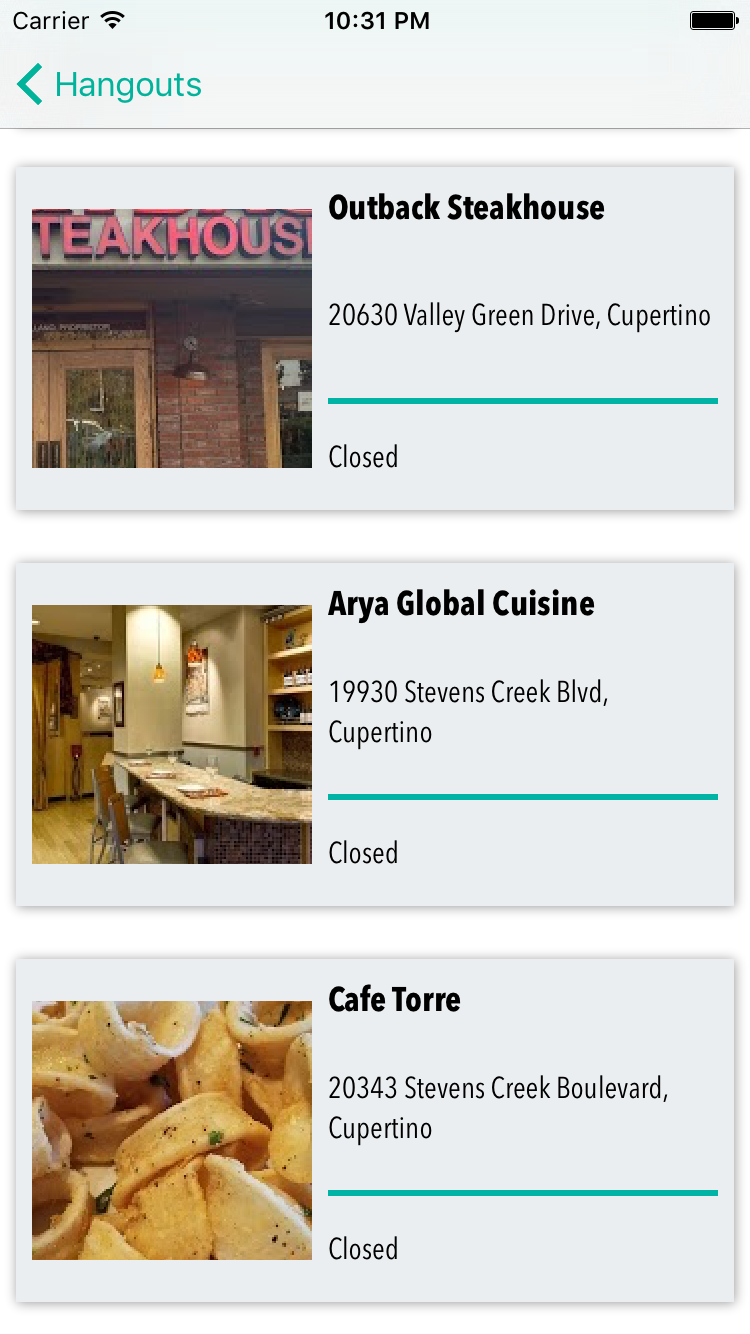 Carrier 10:31 PM
Hangouts
TEAKHOUS
Outback Steakhouse
20630 Valley Green Drive, Cupertino
Closed
Arya Global Cuisine
19930 Stevens Creek Blvd,
Cupertino
Closed
Cafe Torre
20343 Stevens Creek Boulevard,
Cupertino
Closed